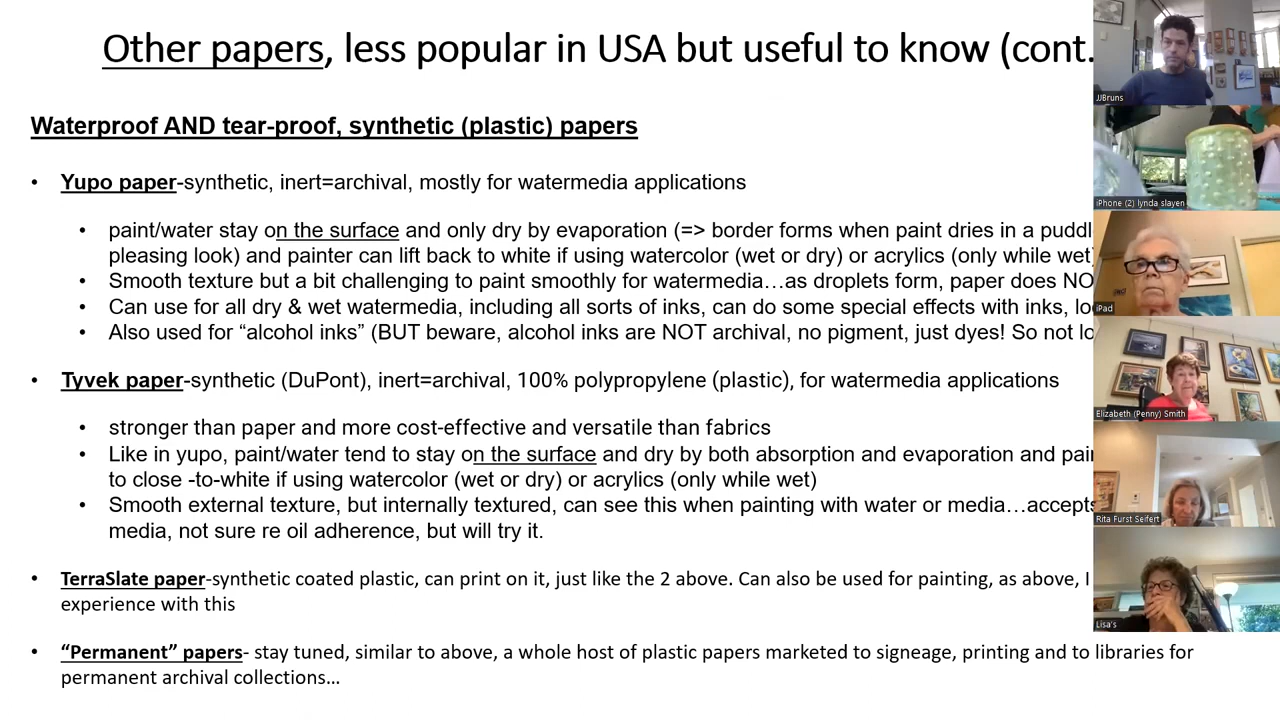 Other papers, less popular in USA but useful to know (cont.
Waterproof AND tear-proof, synthetic (plastic) papers
• Yupo paper-synthetic, inert=archival, mostly for watermedia applications
• paint/water stay on the surface and only dry by evaporation (=> border forms when paint dries in a puddl
pleasing look) and painter can lift back to white if using watercolor (wet or dry) or acrylics (only while wet)
• Smooth texture but a bit challenging to paint smoothly for watermedia…as droplets form, paper does NO
• Can use for all dry & wet watermedia, including all sorts of inks, can do some special effects with inks, lo
• Also used for “alcohol inks” (BUT beware, alcohol inks are NOT archival, no pigment, just dyes! So not lo
• Tyvek paper-synthetic (DuPont), inert=archival, 100% polypropylene (plastic), for watermedia applications
• stronger than paper and more cost-effective and versatile than fabrics
• Like in yupo, paint/water tend to stay on the surface and dry by both absorption and evaporation and pain
to close -to-white if using watercolor (wet or dry) or acrylics (only while wet)
• Smooth external texture, but internally textured, can see this when painting with water or media…accepts
media, not sure re oil adherence, but will try it.
• TerraSlate paper-synthetic coated plastic, can print on it, just like the 2 above. Can also be used for painting, as above, I
experience with this
• “Permanent” papers- stay tuned, similar to above, a whole host of plastic papers marketed to signeage, printing and to libraries for
permanent archival collections…
JJBruns
iPhone (2) lynda slayen
iPad
Elizabeth (Penny) Smith
Rita Furst Seifert
Lisa's